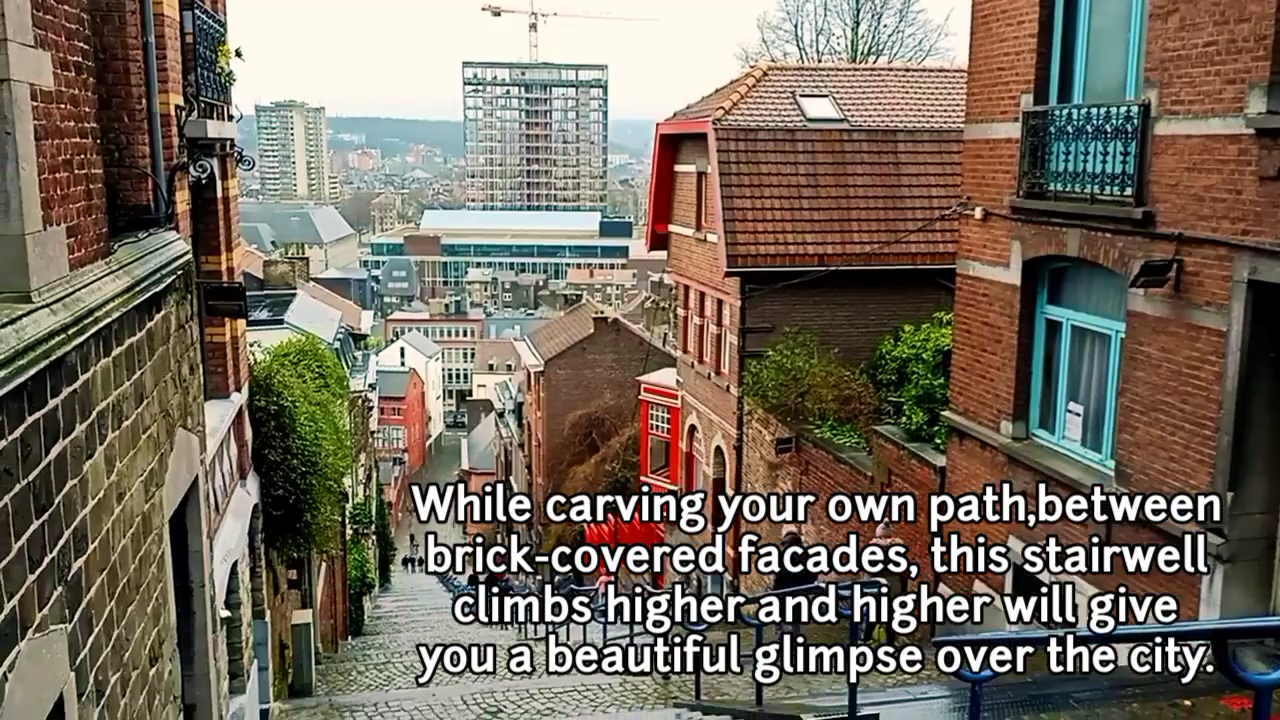 While carving your own path,between
brick-covered facades, this stairwell
climbs higher and higher will give
you a beautiful glimpse over the city.